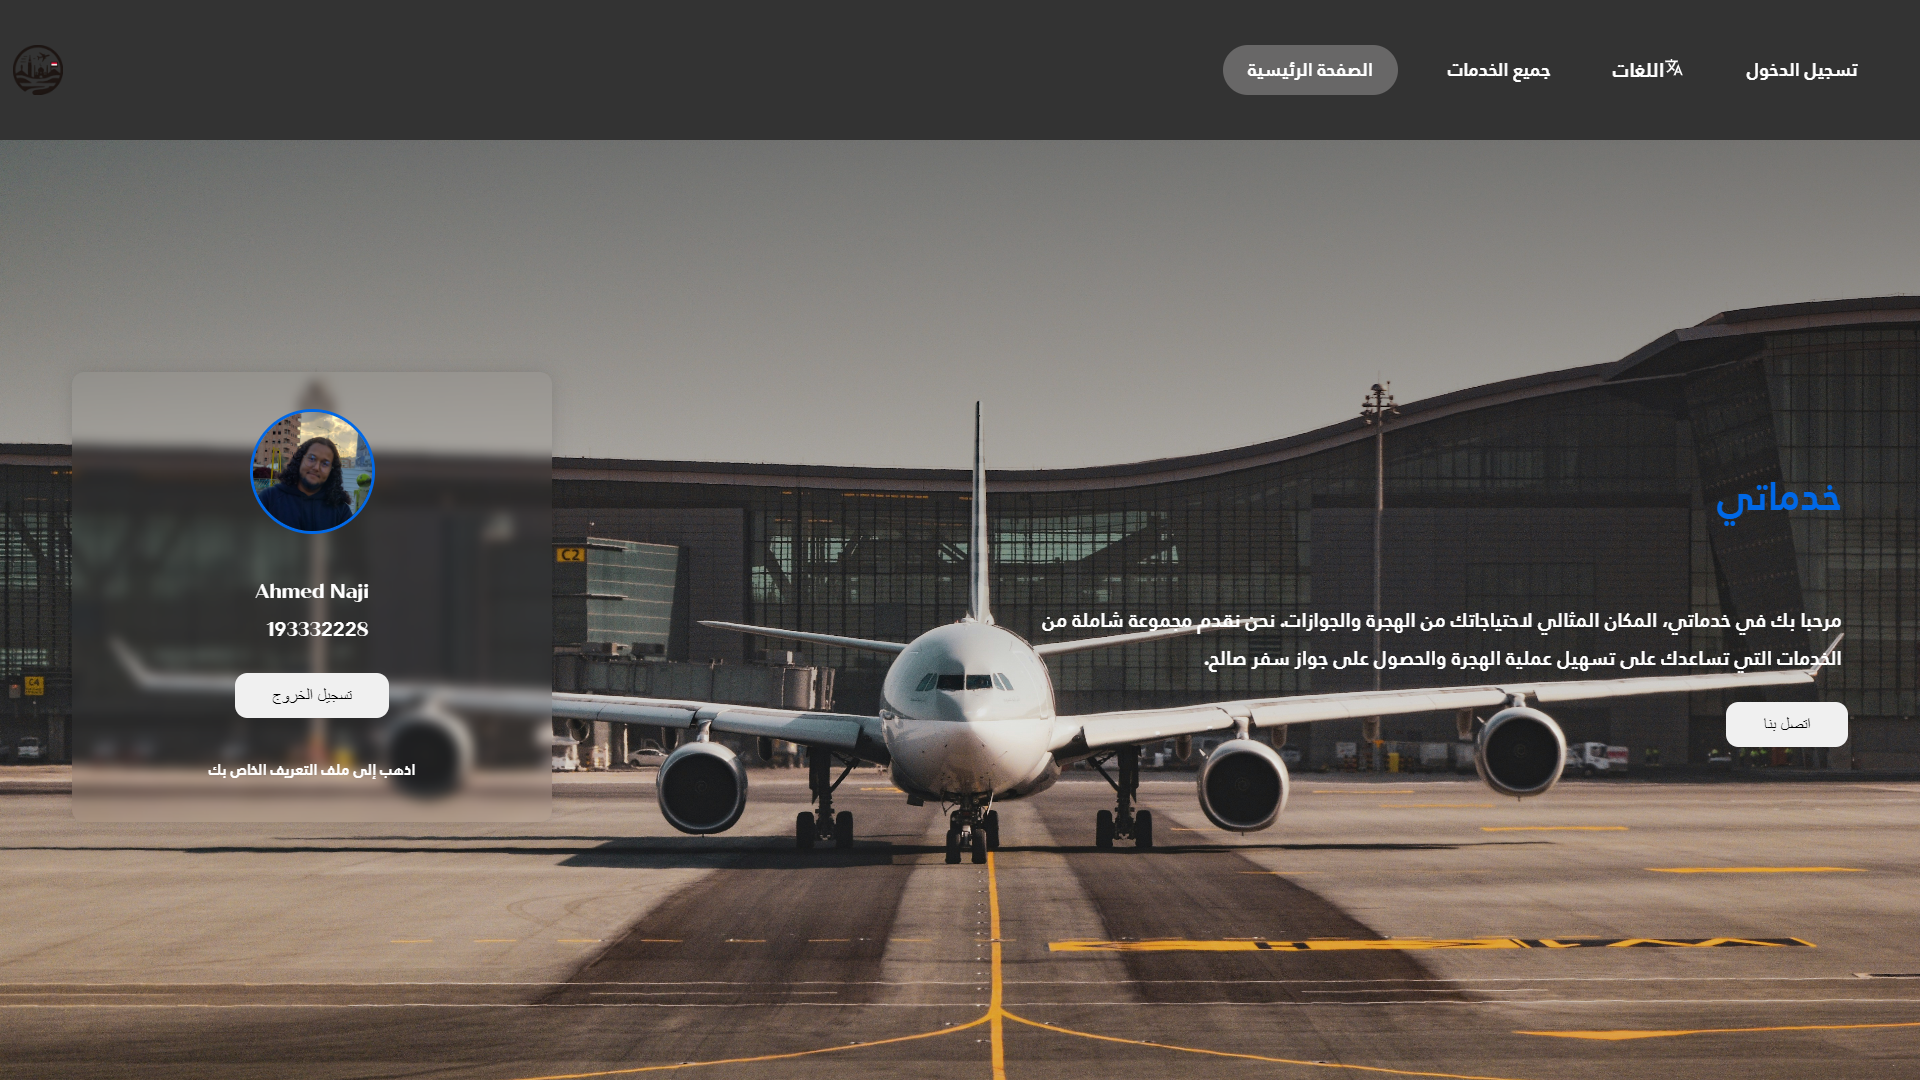 الصفحة الرئيسية
جميع الخدمات
اللغات
تسجيل الدخول
خدماتي
مرحبا بك في خدماتي، المكان المثالي لاحتياجاتك من الهجرة والجوازات. نحن نقدم مجموعة شاملة من
الخدمات التي تساعدك على تسهيل عملية الهجرة والحصول على جواز سفر صالح.
اتصل بنا
Ahmed Naji
193332228
تسجيل الخروج
اذهب إلى ملف التعريف الخاص بك
C2
C4